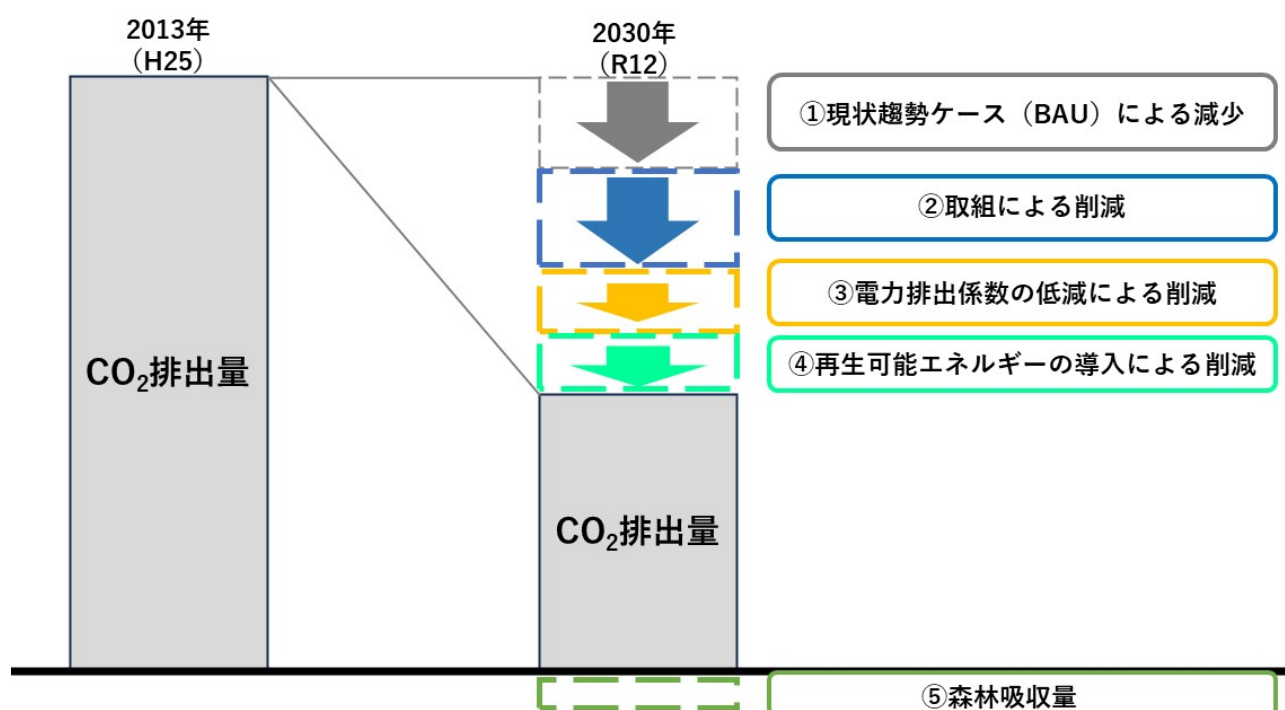 2013年
（H25）
2030年
（R12）
①現状趨勢ケース（BAU）による減少
②取組による削減
③電力排出係数の低減による削減
④再生可能エネルギーの導入による削減
CO₂排出量
CO₂排出量
⑤森林吸収量